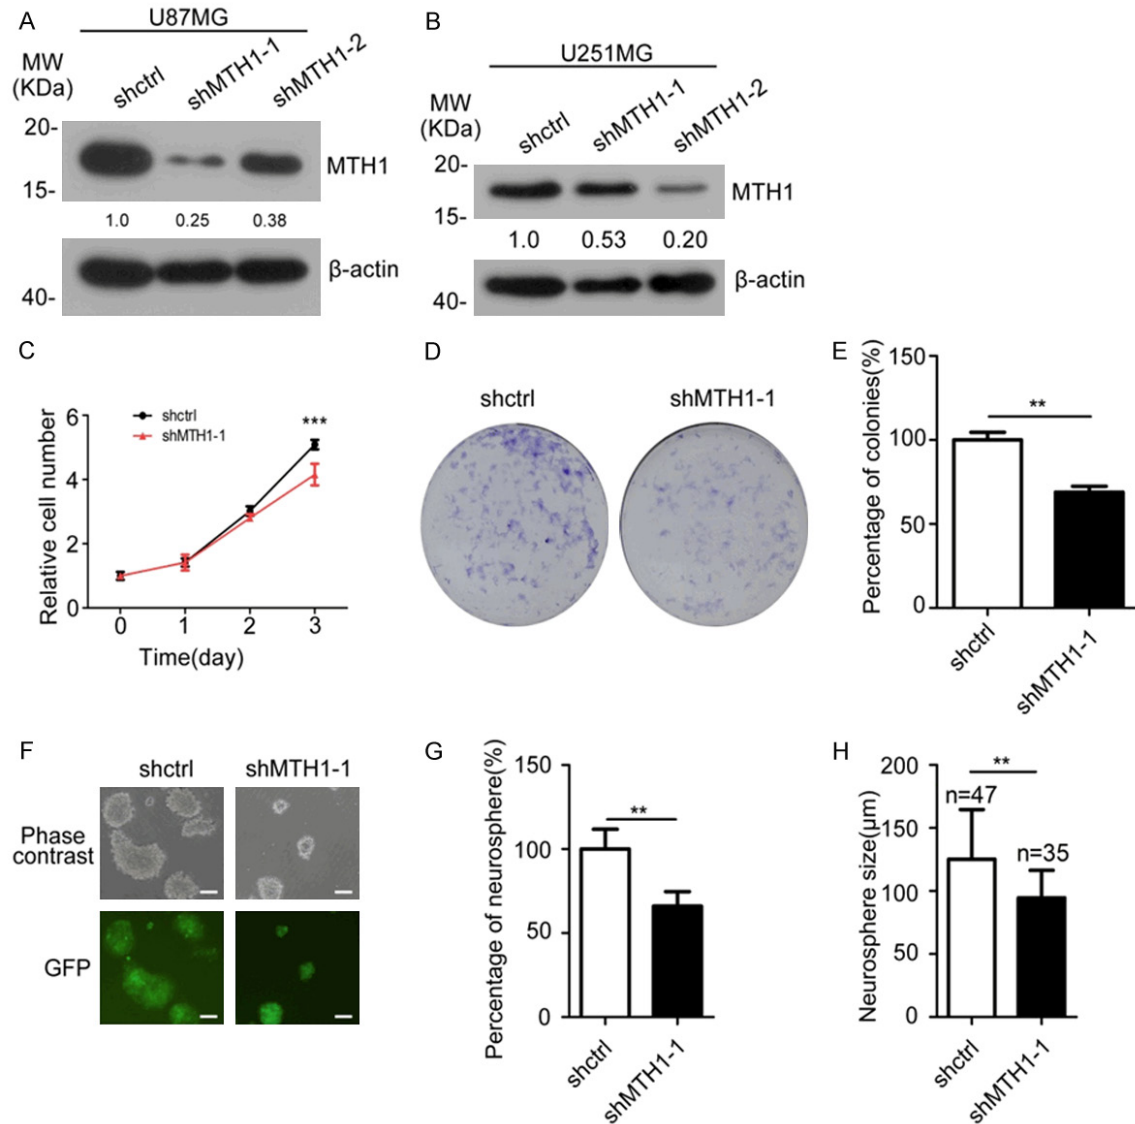 A
U87MG
MW
(KDa)
shctrl
shMTH1-1
shMTH1-2
20-
15-
MTH1
1.0 0.25 0.38
β-actin
40-
B
U251MG
MW
(KDa)
shctrl
shMTH1-1
shMTH1-2
20-
15-
MTH1
1.0 0.53 0.20
β-actin
40-
C
Relative cell number
6
4
2
0
shctrl
shMTH1-1
***
0 1 2 3
Time(day)
D
shctrl shMTH1-1
E
Percentage of colonies(%)
150
100
50
0
**
shctrl
shMTH1-1
F
shctrl shMTH1-1
Phase
contrast
GFP
G
Percentage of neurosphere(%)
150
100
50
0
**
shctrl
shMTH1-1
H
Neurosphere size(μm)
200
150
100
50
0
**
n=47
n=35
shctrl
shMTH1-1